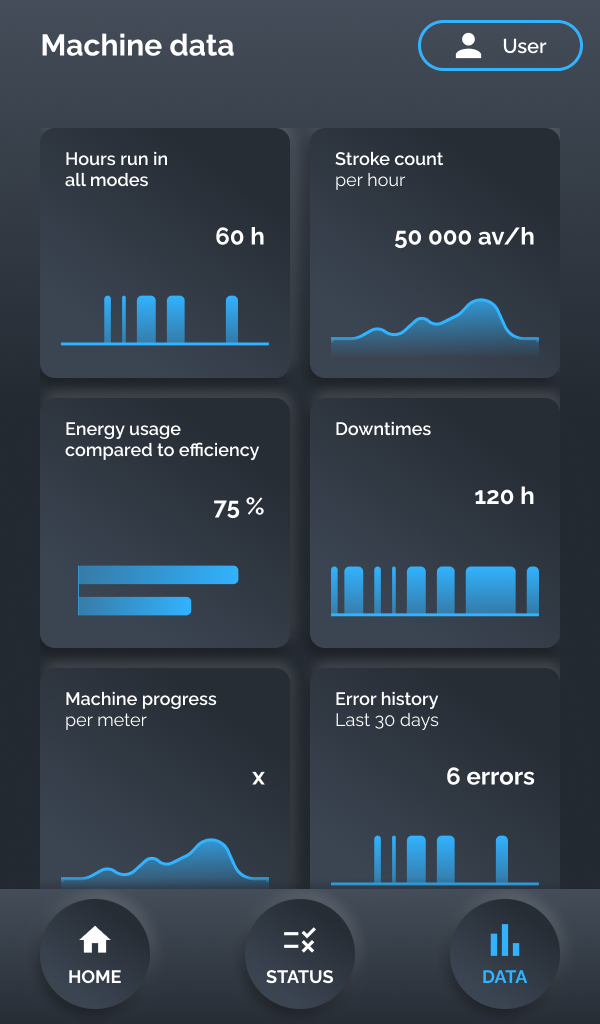 Machine data
User
Hours run in
all modes
60 h
Stroke count
per hour
50 000 av/h
Energy usage
compared to efficiency
75 %
Downtimes
120 h
Machine progress
per meter
x
Error history
Last 30 days
6 errors
HOME
STATUS
DATA